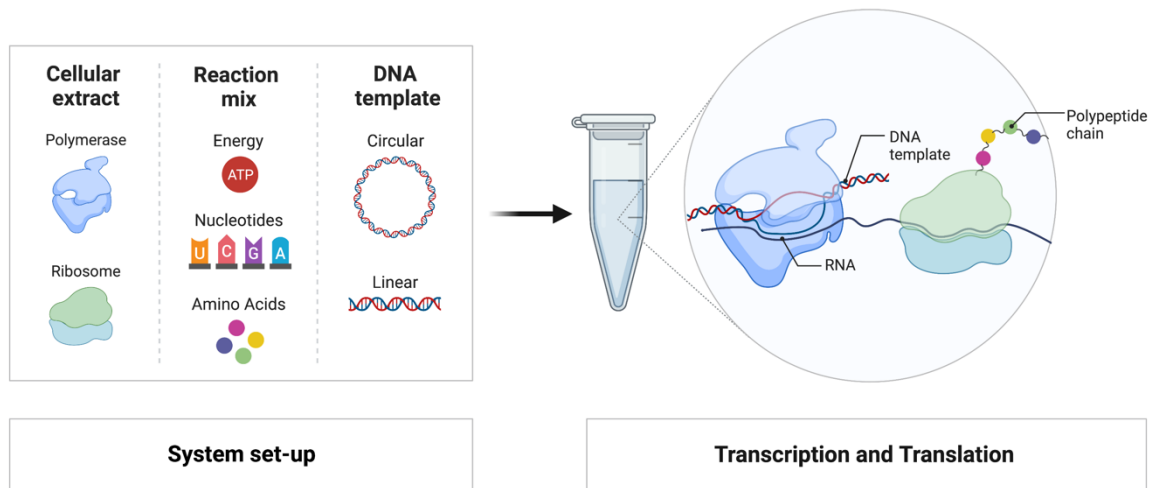 Cellular
extract
Polymerase
Ribosome
Reaction
mix
Energy
ATP
Nucleotides
U C G A
Amino Acids
DNA
template
Circular
Linear
DNA
template
RNA
Polypeptide
chain
System set-up
Transcription and Translation